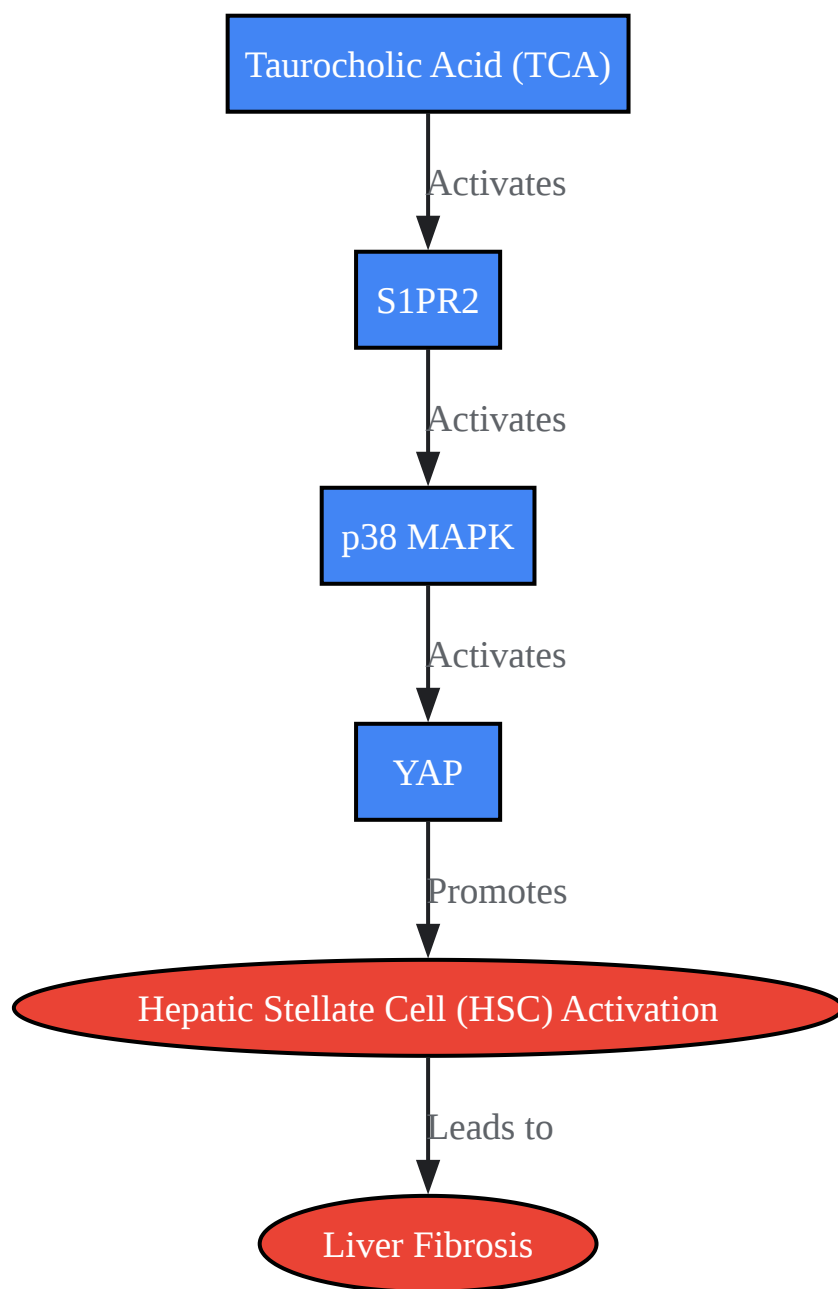 Taurocholic Acid (TCA)
Activates
S1PR2
Activates
p38 MAPK
Activates
YAP
Promotes
Hepatic Stellate Cell (HSC) Activation
Leads to
Liver Fibrosis